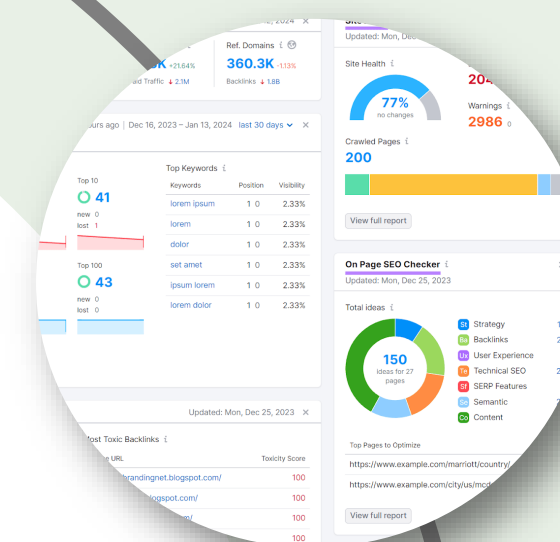 2024 ×
Ref. Domains i
+21.64%
360.3K -1.13%
Traffic ↓ 2.1M
Backlinks ↓ 1.8B
ago | Dec 16, 2023 – Jan 13, 2024 last 30 days ×
Top 10
41
new 0
lost 1
Top 100
43
new 0
lost 0
Top Keywords i
Keywords Position Visibility
lorem ipsum 1 0 2.33%
lorem 1 0 2.33%
dolor 1 0 2.33%
set amet 1 0 2.33%
ipsum lorem 1 0 2.33%
lorem dolor 1 0 2.33%
Updated: Mon, Dec 25, 2023 ×
Most Toxic Backlinks i
URL Toxicity Score
brandingnet.blogspot.com/ 100
logspot.com/ 100
100
100
Updated: Mon, Dec
Site Health i
77%
no changes
Warnings i
2986 0
Crawled Pages i
200
View full report
On Page SEO Checker i
Updated: Mon, Dec 25, 2023
Total ideas i
150
ideas for 27
pages
St Strategy
Ba Backlinks
Ux User Experience
Te Technical SEO
Sf SERP Features
Se Semantic
Co Content
Top Pages to Optimize
https://www.example.com/marriott/country/
https://www.example.com/city/us/mcd
View full report